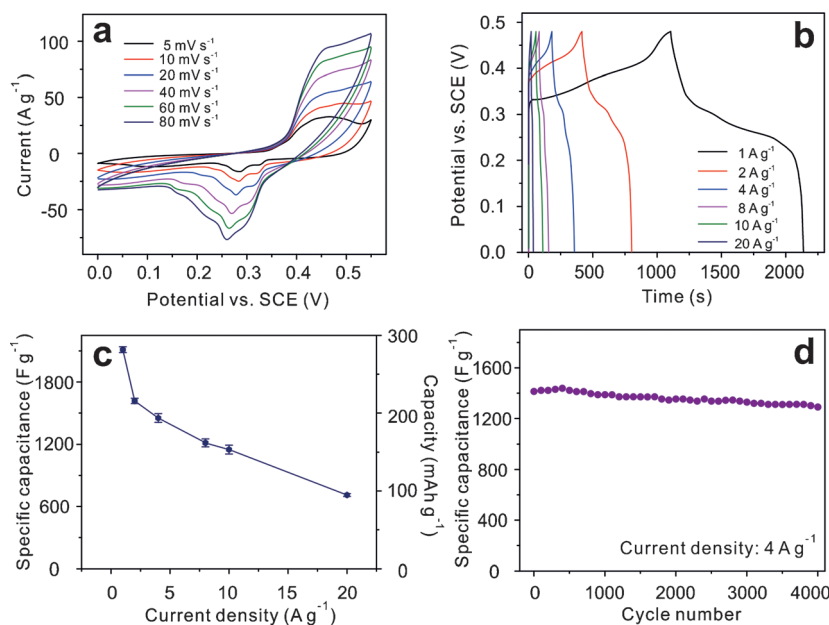 a
5 mV s⁻¹
10 mV s⁻¹
20 mV s⁻¹
40 mV s⁻¹
60 mV s⁻¹
80 mV s⁻¹
100
50
0
-50
Current (A g⁻¹)
0.0 0.1 0.2 0.3 0.4 0.5
Potential vs. SCE (V)
b
0.5
0.4
0.3
0.2
0.1
0.0
Potential vs. SCE (V)
1 A g⁻¹
2 A g⁻¹
4 A g⁻¹
8 A g⁻¹
10 A g⁻¹
20 A g⁻¹
0 500 1000 1500 2000
Time (s)
c
1800
1200
600
0
Specific capacitance (F g⁻¹)
300
200
100
0
Capacity (mAh g⁻¹)
0 5 10 15 20
Current density (A g⁻¹)
d
1600
1200
800
400
0
Specific capacitance (F g⁻¹)
Current density: 4 A g⁻¹
0 1000 2000 3000 4000
Cycle number